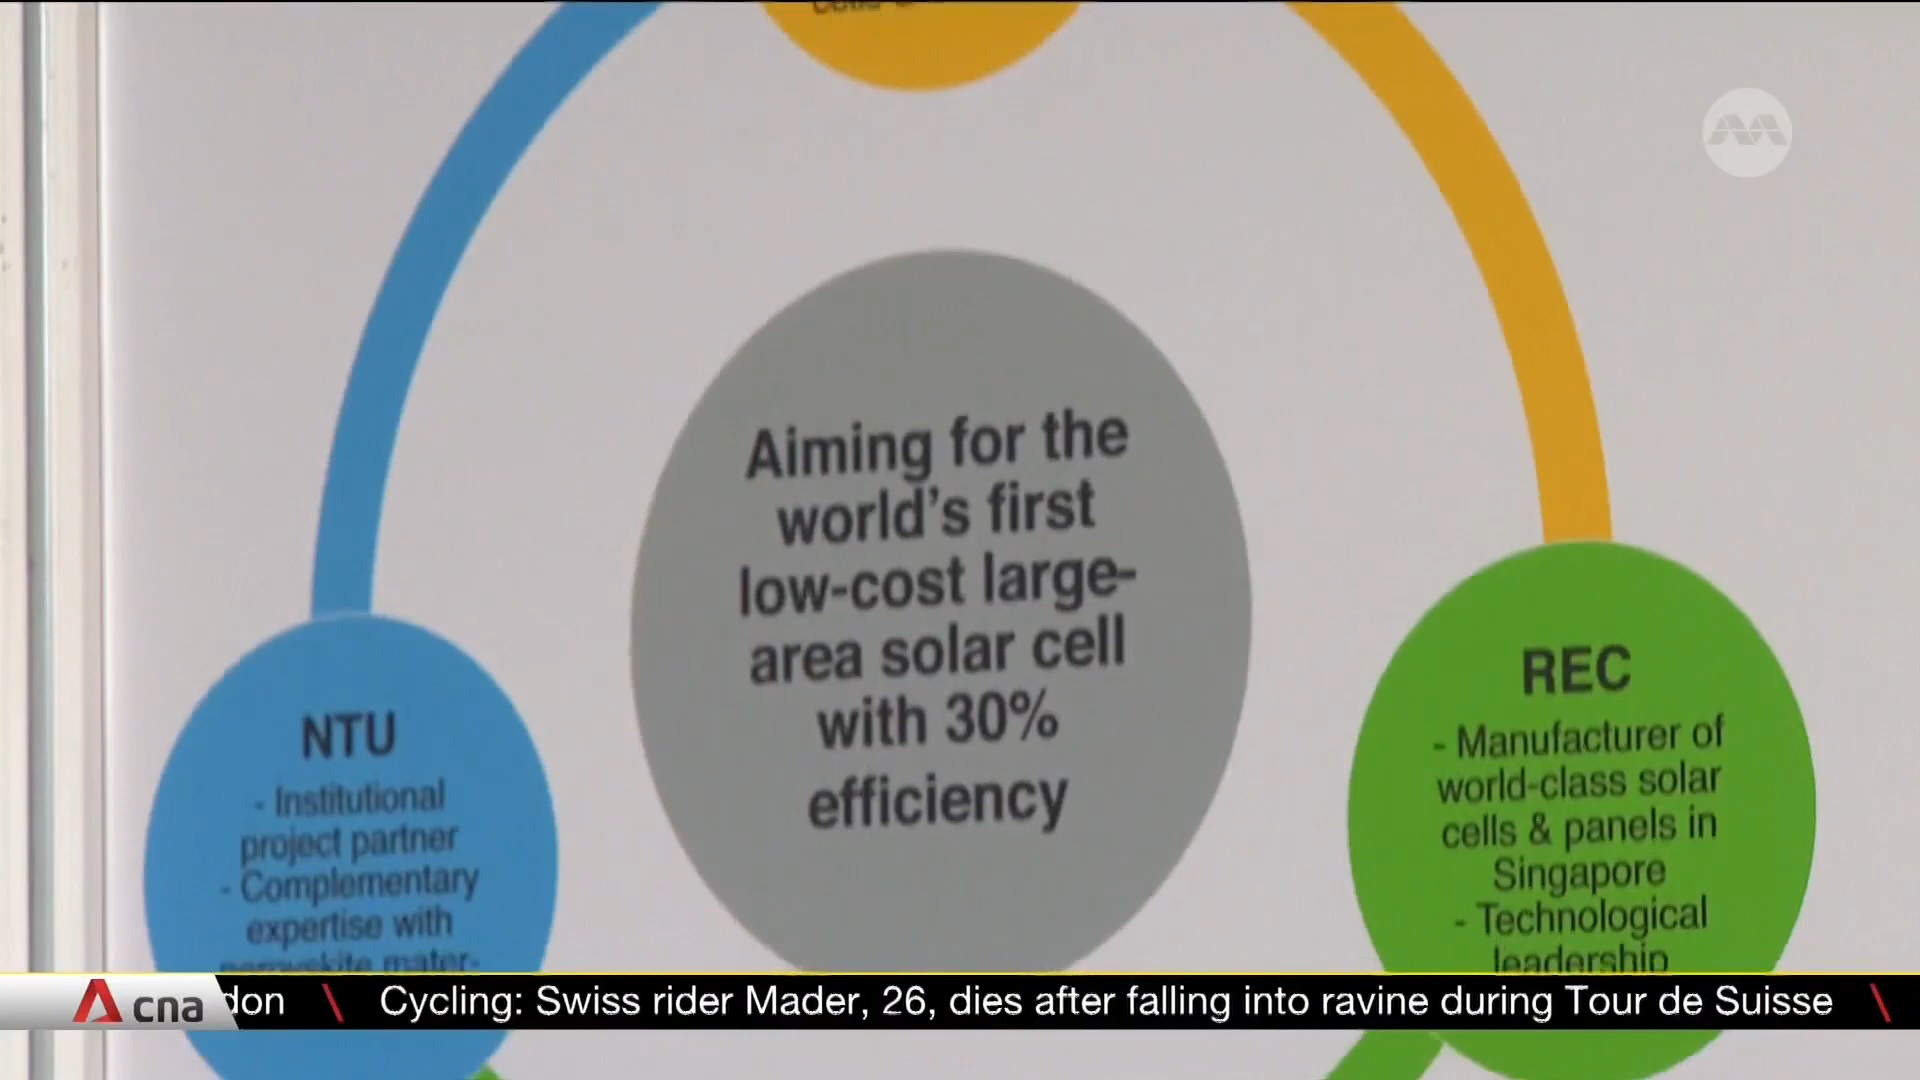 Aiming for the
world's first
low-cost large-
area solar cell
with 30%
efficiency
NTU
- Institutional
project partner
- Complementary
expertise with
perovskite mater-
REC
- Manufacturer of
world-class solar
cells & panels in
Singapore
- Technological
leadership
cna
don \ Cycling: Swiss rider Mader, 26, dies after falling into ravine during Tour de Suisse \